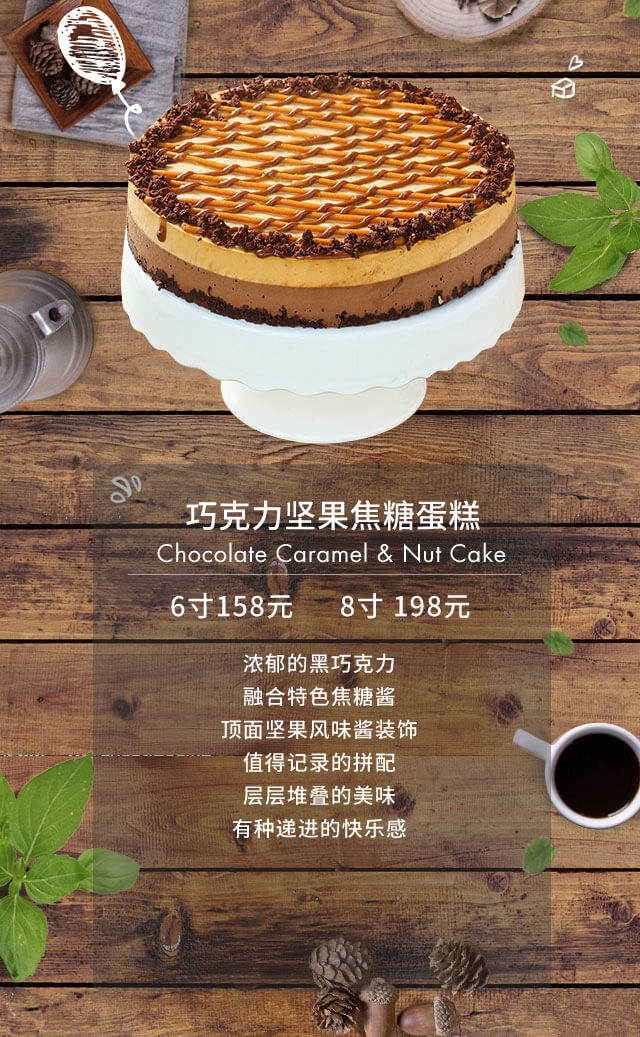 巧克力坚果焦糖蛋糕
Chocolate Caramel & Nut Cake
6寸158元 8寸 198元
浓郁的黑巧克力
融合特色焦糖酱
顶面坚果风味酱装饰
值得记录的拼配
层层堆叠的美味
有种递进的快乐感